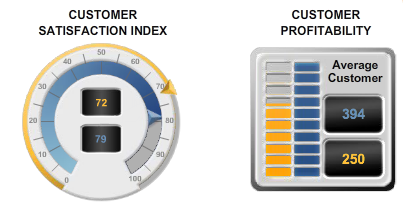 CUSTOMER
SATISFACTION INDEX
0
10
20
30
40
50
60
70
80
90
100
72
79
CUSTOMER
PROFITABILITY
Average
Customer
394
250